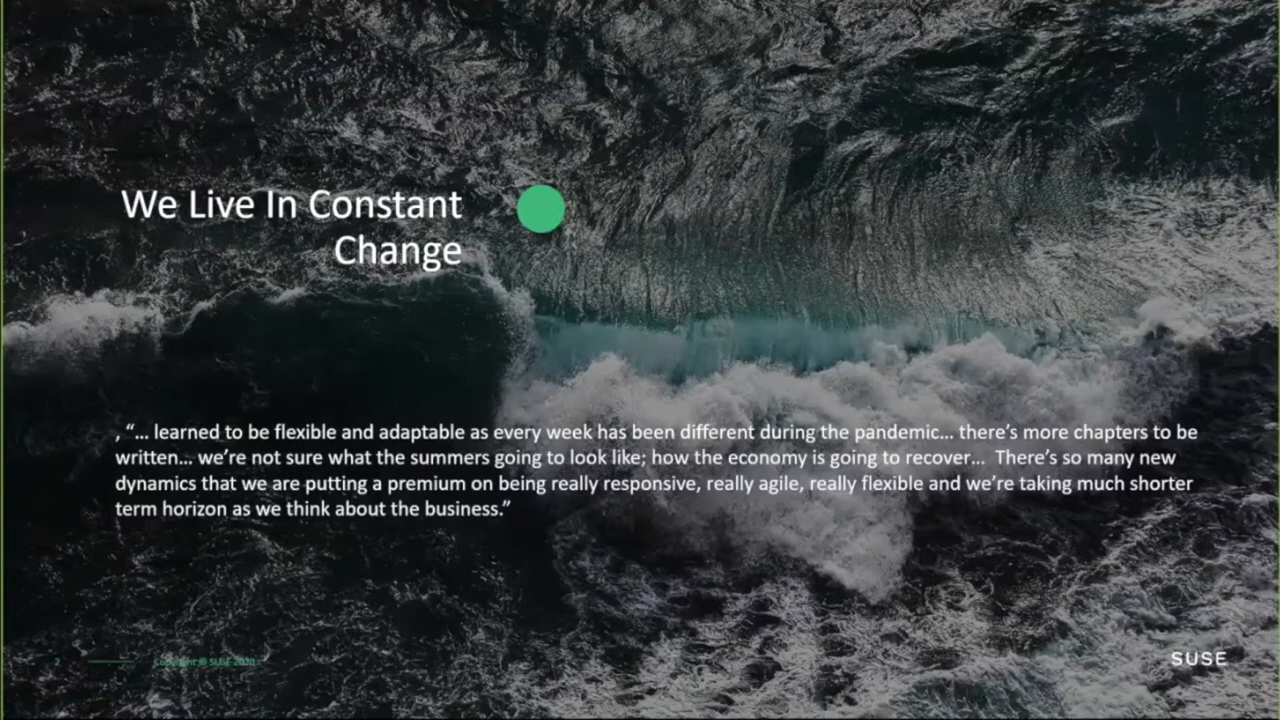 We Live In Constant
Change
, “... learned to be flexible and adaptable as every week has been different during the pandemic... there’s more chapters to be
written... we’re not sure what the summers going to look like; how the economy is going to recover...  There’s so many new
dynamics that we are putting a premium on being really responsive, really agile, really flexible and we’re taking much shorter
term horizon as we think about the business.”
2
Copyright © SUSE 2020
SUSE